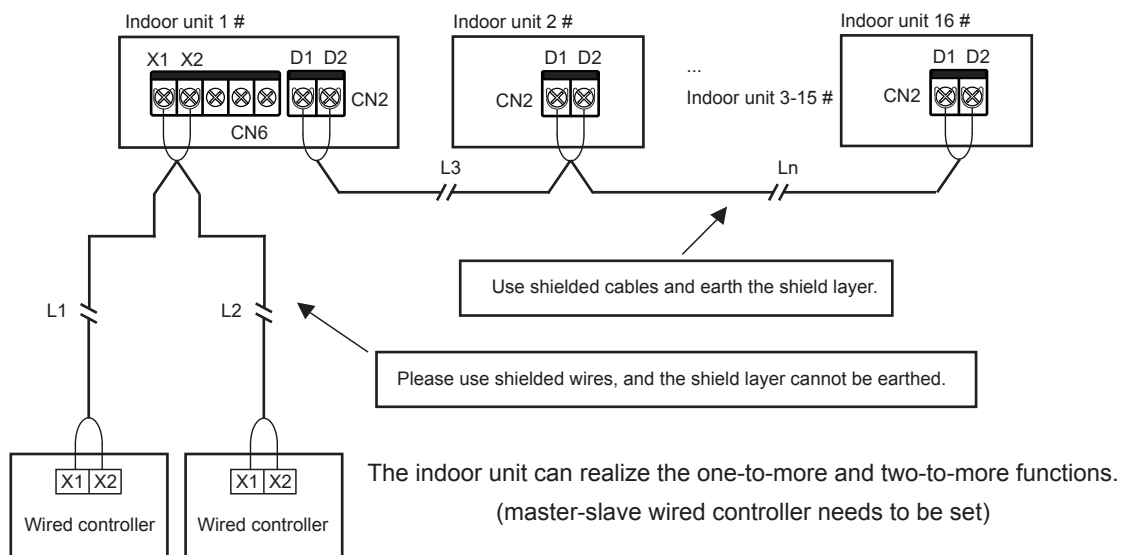 Indoor unit 1 #
Indoor unit 2 #
Indoor unit 16 #
X1 X2
D1 D2
D1 D2
D1 D2
...
CN2
CN2
Indoor unit 3-15 #
CN2
CN6
L3
Ln
Use shielded cables and earth the shield layer.
L1
L2
Please use shielded wires, and the shield layer cannot be earthed.
X1 X2
X1 X2
The indoor unit can realize the one-to-more and two-to-more functions.
(master-slave wired controller needs to be set)
Wired controller
Wired controller